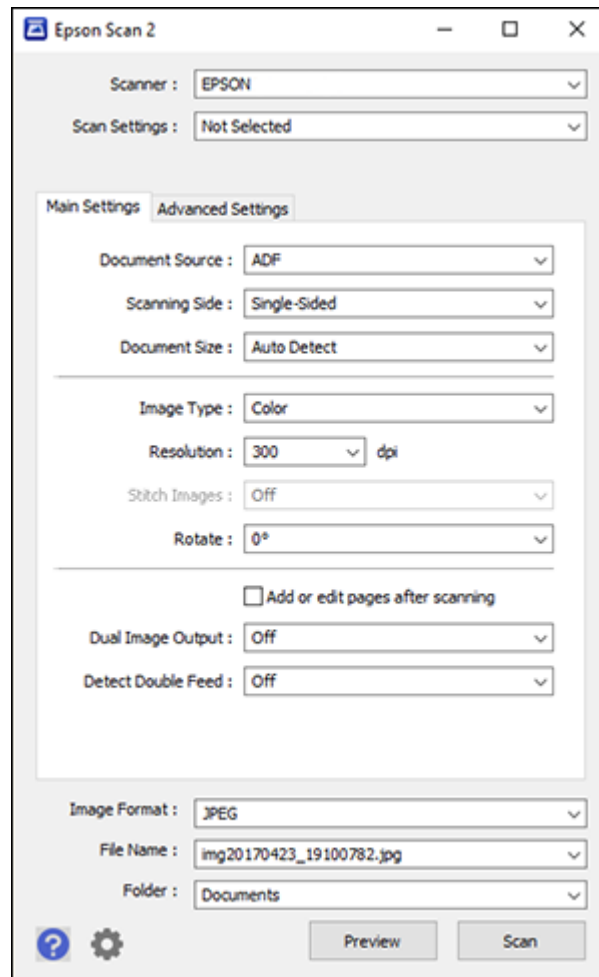 Epson Scan 2
Scanner : EPSON
Scan Settings : Not Selected
Main Settings Advanced Settings
Document Source : ADF
Scanning Side : Single-Sided
Document Size : Auto Detect
Image Type : Color
Resolution : 300 dpi
Stitch Images : Off
Rotate : 0°
Add or edit pages after scanning
Dual Image Output : Off
Detect Double Feed : Off
Image Format : JPEG
File Name : img20170423_19100782.jpg
Folder : Documents
? Preview Scan